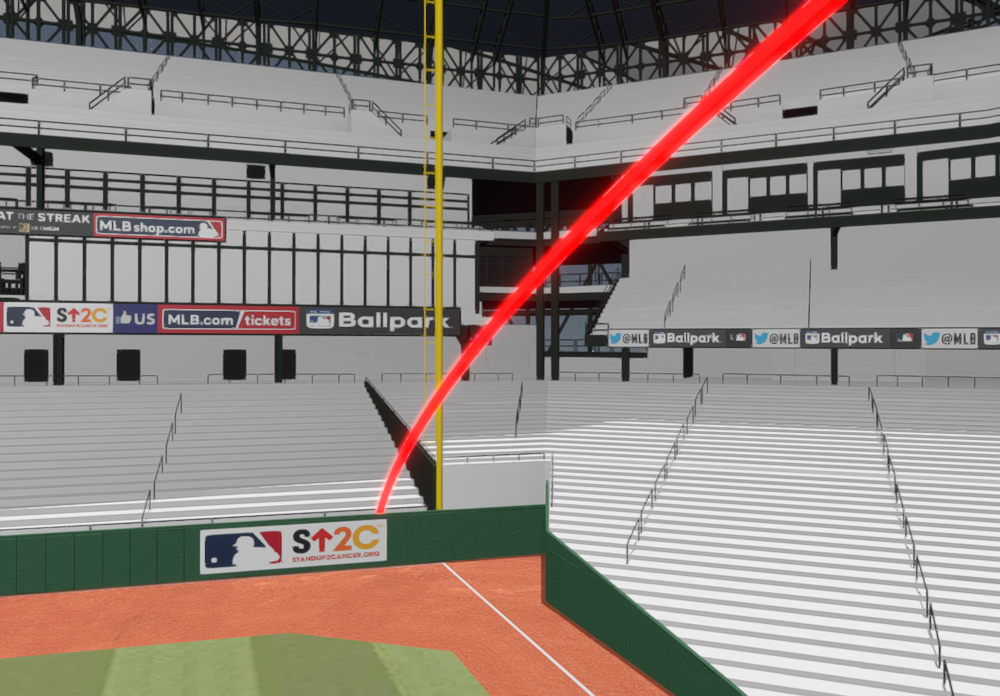 AT THE STREAK
MLBshop.com
S↑2C
US
MLB.com/tickets
Ballpark
@MLB
Ballpark
@MLB
Ballpark
@MLB
S↑2C
STANDUP2CANCER.ORG